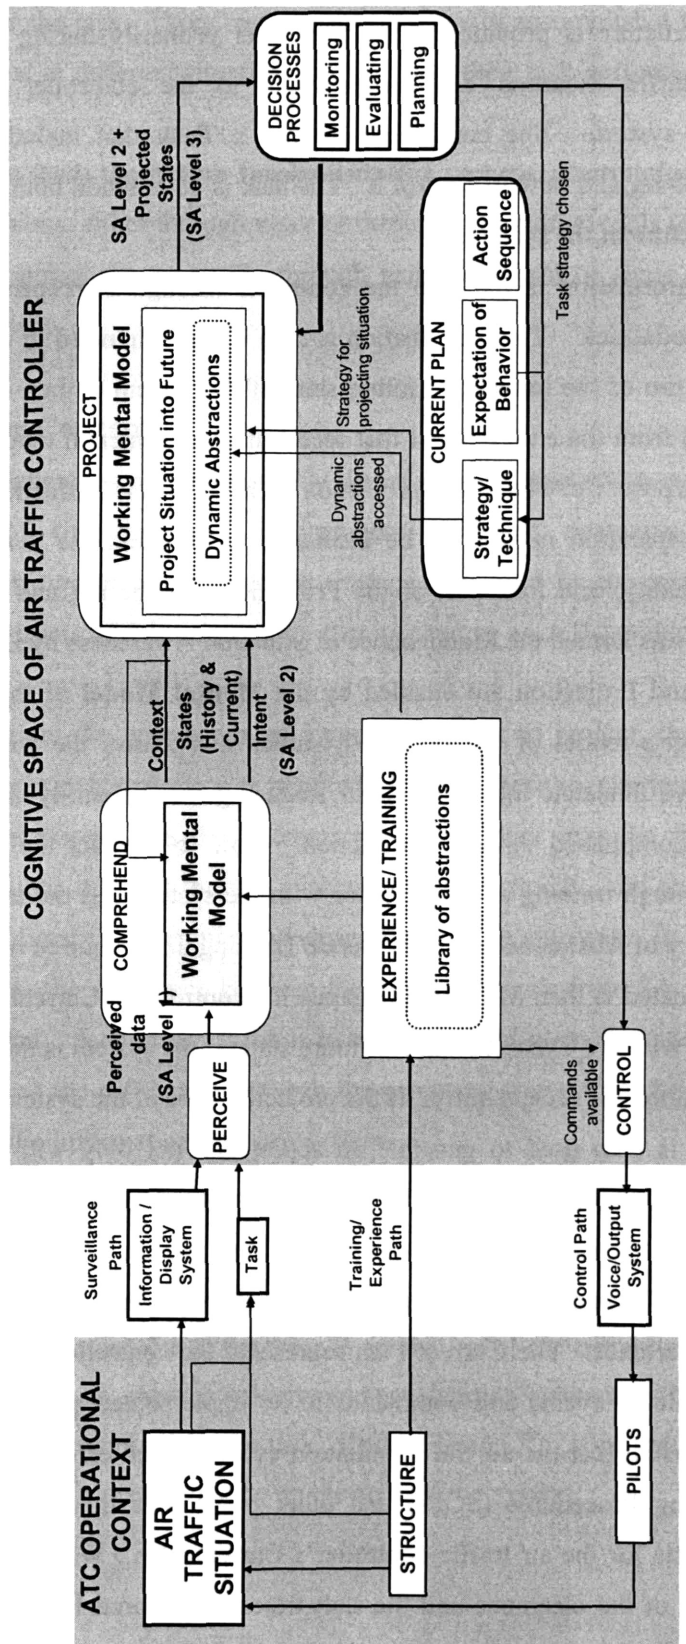 COGNITIVE SPACE OF AIR TRAFFIC CONTROLLER
ATC OPERATIONAL
CONTEXT
AIR
TRAFFIC
SITUATION
STRUCTURE
PILOTS
Surveillance
Path
Information /
Display
System
Task
Training/
Experience
Path
Control Path
Voice/Output
System
PERCEIVE
Perceived
data
(SA Level 1)
COMPREHEND
Working Mental
Model
Context
States
(History &
Current)
Intent
(SA Level 2)
EXPERIENCE/ TRAINING
Library of abstractions
Commands
available
CONTROL
PROJECT
Working Mental Model
Project Situation into Future
Dynamic Abstractions
Strategy for
projecting situation
Dynamic
abstractions
accessed
CURRENT PLAN
Strategy/
Technique
Expectation of
Behavior
Action
Sequence
Task strategy chosen
SA Level 2 +
Projected
States
(SA Level 3)
DECISION
PROCESSES
Monitoring
Evaluating
Planning